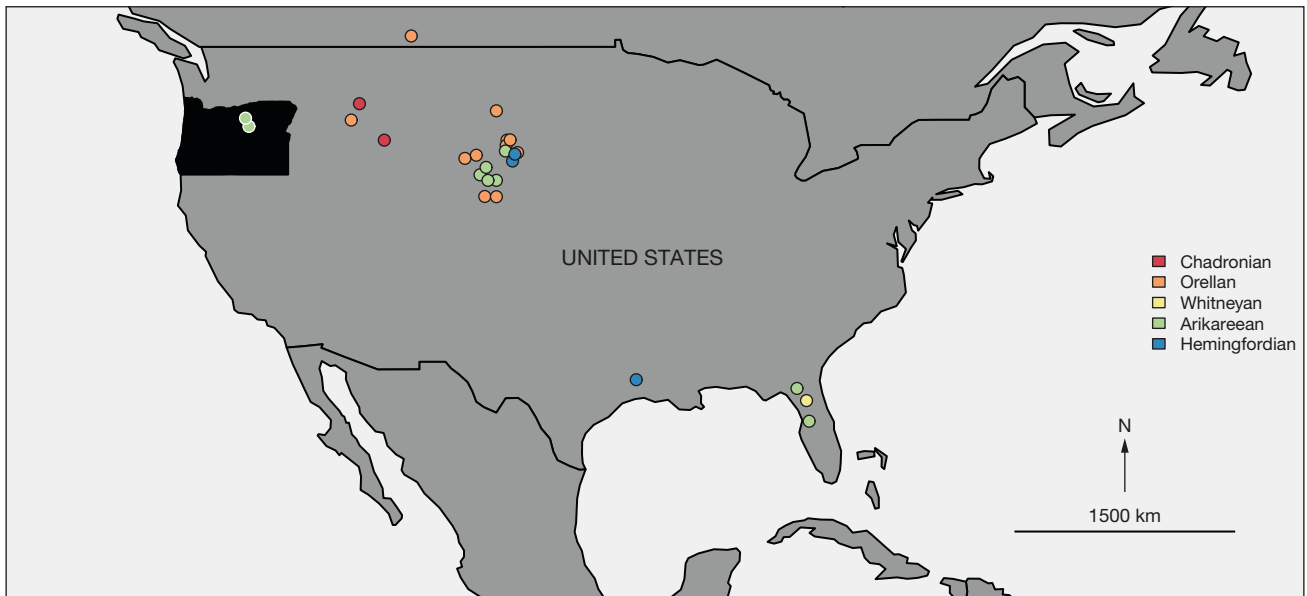 UNITED STATES
Chadronian
Orellan
Whitneyan
Arikareean
Hemingfordian
N
1500 km